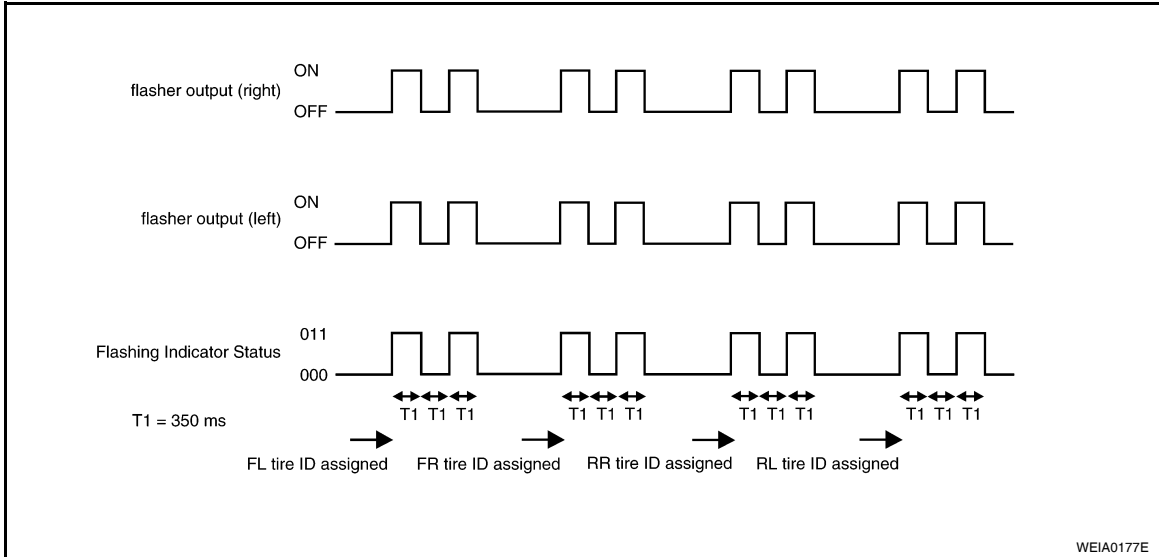 ON
flasher output (right)
OFF
ON
flasher output (left)
OFF
011
Flashing Indicator Status
000
T1 T1 T1 T1 T1 T1 T1 T1 T1 T1 T1 T1
T1 = 350 ms
FL tire ID assigned FR tire ID assigned RR tire ID assigned RL tire ID assigned
WEIA0177E